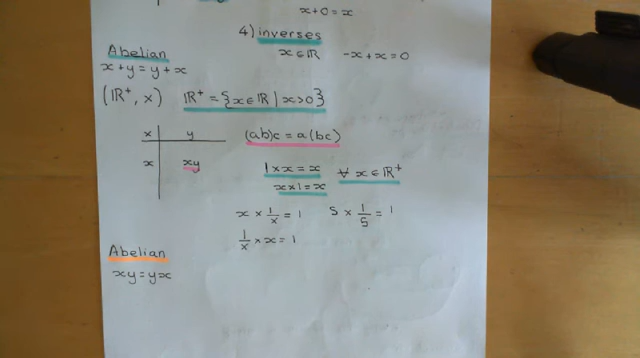 x+0=x
4) inverses
Abelian
x∈ℝ   -x+x=0
x+y=y+x
(ℝ⁺, ×)   ℝ⁺={x∈ℝ | x>0}
× | y   (ab)c=a(bc)
x | xy
1×x=x   ∀ x∈ℝ⁺
x×1=x
x × 1/x = 1   5 × 1/5 = 1
1/x × x = 1
Abelian
xy=yx